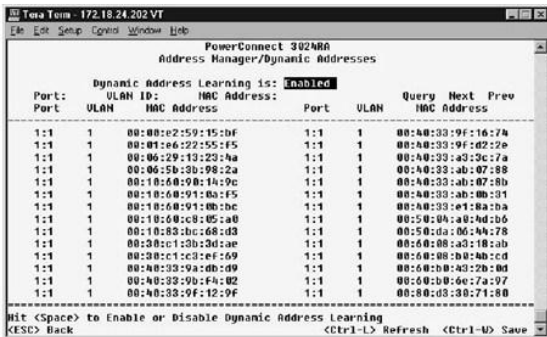 Tera Term - 172.18.24.202 VT
File Edit Setup Control Window Help
PowerConnect 3024RA
Address Manager/Dynamic Addresses
Dynamic Address Learning is: Enabled
Port: VLAN ID: MAC Address: Query Next Prev
Port VLAN MAC Address Port VLAN MAC Address
1:1 1 00:00:e2:59:15:bf 1:1 1 00:40:33:9f:16:74
1:1 1 00:01:e6:22:55:f5 1:1 1 00:40:33:9f:d2:2e
1:1 1 00:06:29:13:23:4a 1:1 1 00:40:33:a3:3c:7a
1:1 1 00:06:5b:3b:98:2a 1:1 1 00:40:33:ab:07:88
1:1 1 00:10:60:90:14:9c 1:1 1 00:40:33:ab:07:8b
1:1 1 00:10:60:91:0a:f5 1:1 1 00:40:33:ab:0b:31
1:1 1 00:10:60:91:0b:bc 1:1 1 00:40:33:e1:8a:ba
1:1 1 00:10:60:c8:05:a0 1:1 1 00:50:04:a0:4d:b6
1:1 1 00:10:83:bc:68:d3 1:1 1 00:50:da:06:44:78
1:1 1 00:30:c1:3b:3d:ae 1:1 1 00:60:08:a3:18:ab
1:1 1 00:30:c1:c3:ef:69 1:1 1 00:60:08:b0:4b:cd
1:1 1 00:40:33:9a:db:d9 1:1 1 00:60:b0:43:2b:0d
1:1 1 00:40:33:9b:f4:02 1:1 1 00:60:b0:6e:7a:97
1:1 1 00:40:33:9f:12:9f 1:1 1 00:80:d3:30:71:80
Hit <Space> to Enable or Disable Dynamic Address Learning
<ESC> Back <Ctrl-L> Refresh <Ctrl-W> Save